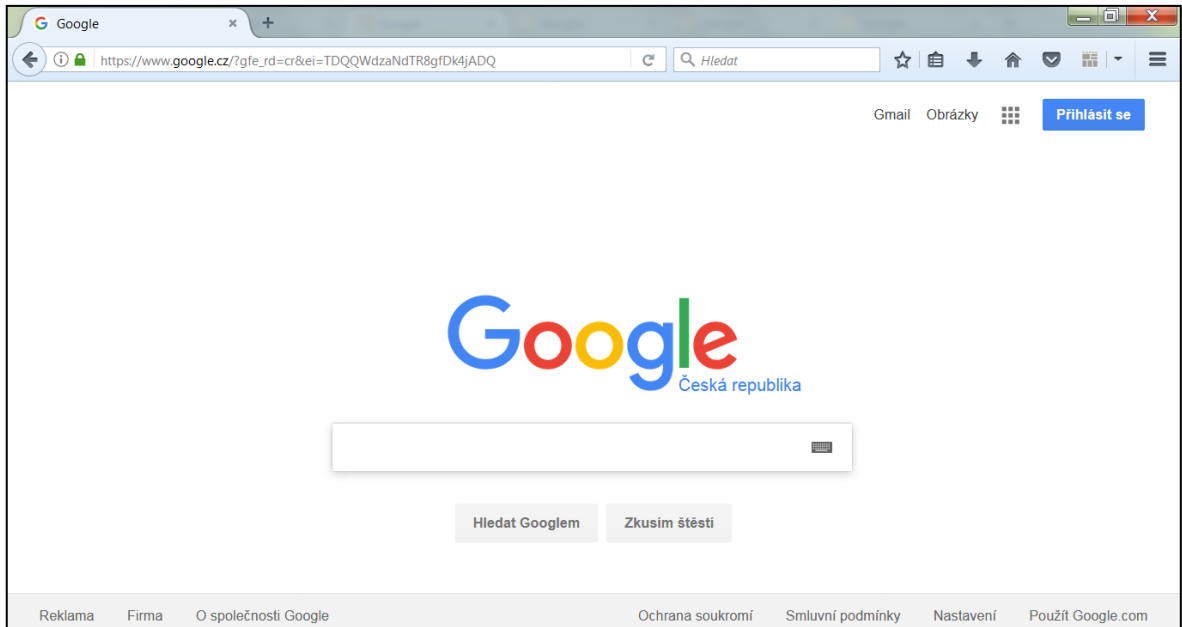 Google
https://www.google.cz/?gfe_rd=cr&ei=TDQQWdzaNdTR8gfDk4jADQ
Hledat
Gmail Obrázky Přihlásit se
Google
Česká republika
Hledat Googlem Zkusím štěstí
Reklama Firma O společnosti Google Ochrana soukromí Smluvní podmínky Nastavení Použít Google.com